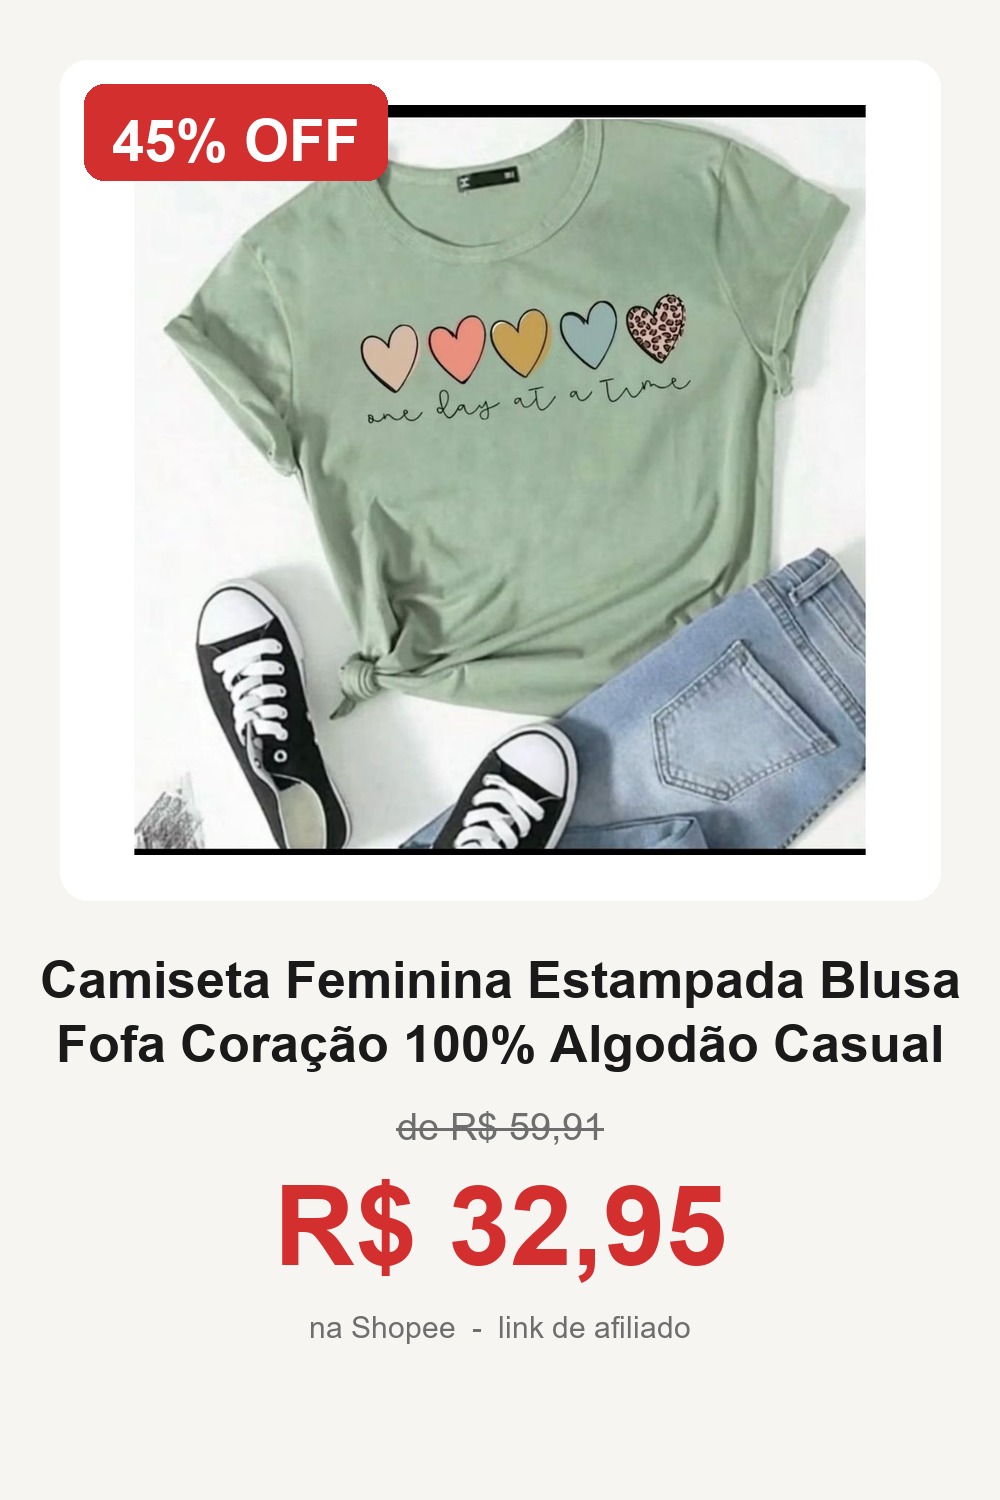 45% OFF
one day at a time
Camiseta Feminina Estampada Blusa
Fofa Coração 100% Algodão Casual
de R$ 59,91
R$ 32,95
na Shopee - link de afiliado